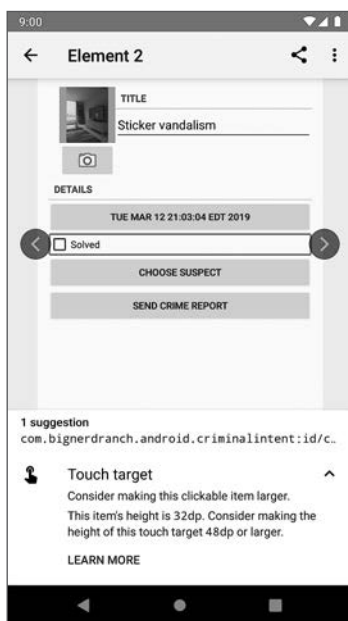 9:00
Element 2
TITLE
Sticker vandalism
DETAILS
TUE MAR 12 21:03:04 EDT 2019
Solved
CHOOSE SUSPECT
SEND CRIME REPORT
1 suggestion
com.bignerdranch.android.criminalintent:id/c…
Touch target
Consider making this clickable item larger.
This item's height is 32dp. Consider making the
height of this touch target 48dp or larger.
LEARN MORE